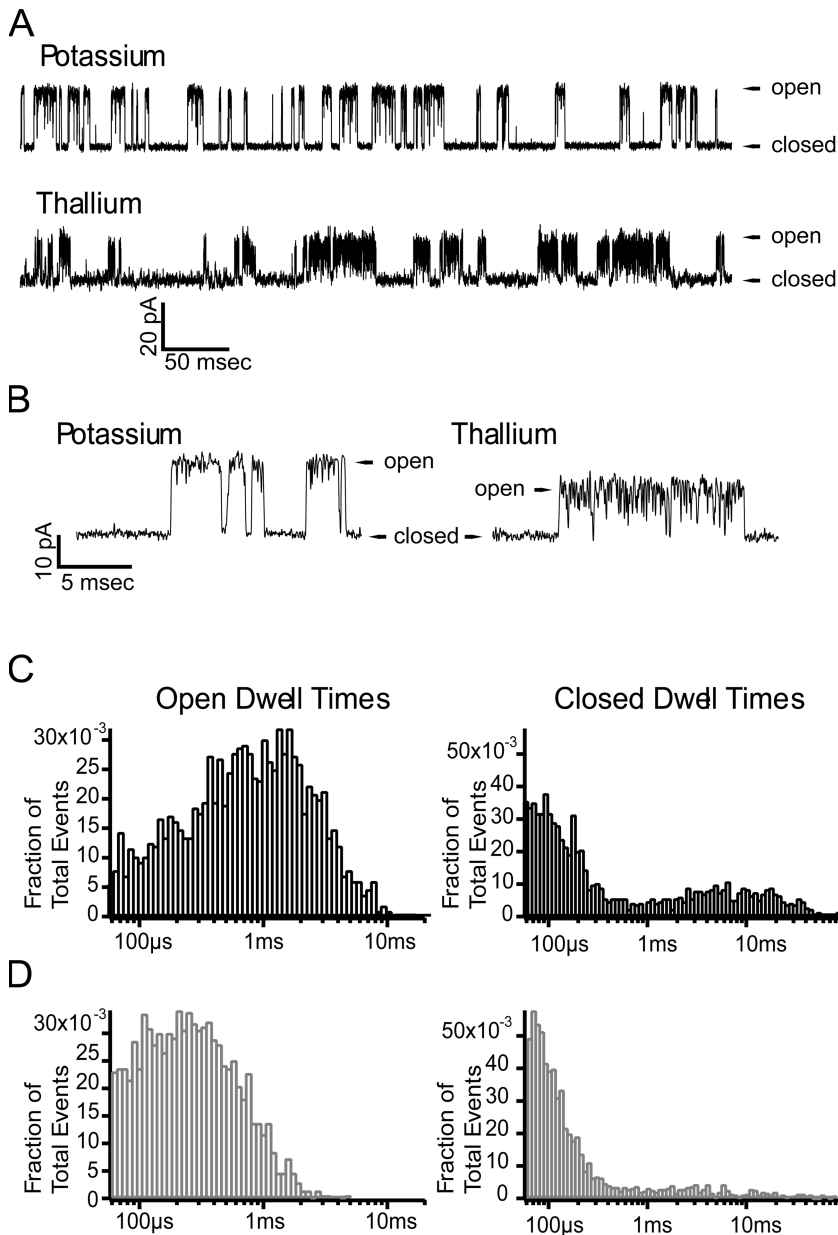 A
Potassium
open
closed
Thallium
open
closed
20 pA
50 msec
B
Potassium
Thallium
open
open
closed
10 pA
5 msec
C
Open Dwell Times
Closed Dwell Times
Fraction of
Total Events
30x10-3
25
20
15
10
5
0
100µs
1ms
10ms
Fraction of
Total Events
50x10-3
40
30
20
10
0
100µs
1ms
10ms
D
Fraction of
Total Events
30x10-3
25
20
15
10
5
0
100µs
1ms
10ms
Fraction of
Total Events
50x10-3
40
30
20
10
0
100µs
1ms
10ms